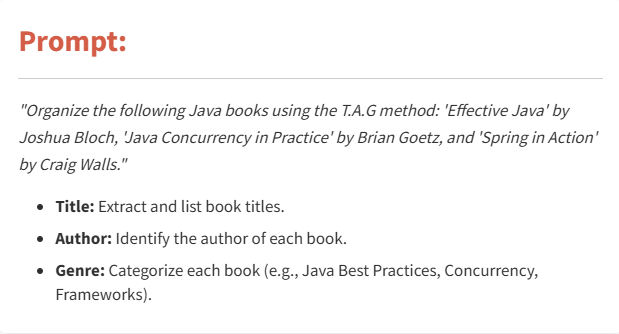 Prompt:
"Organize the following Java books using the T.A.G method: 'Effective Java' by
Joshua Bloch, 'Java Concurrency in Practice' by Brian Goetz, and 'Spring in Action'
by Craig Walls."
• Title: Extract and list book titles.
• Author: Identify the author of each book.
• Genre: Categorize each book (e.g., Java Best Practices, Concurrency,
Frameworks).